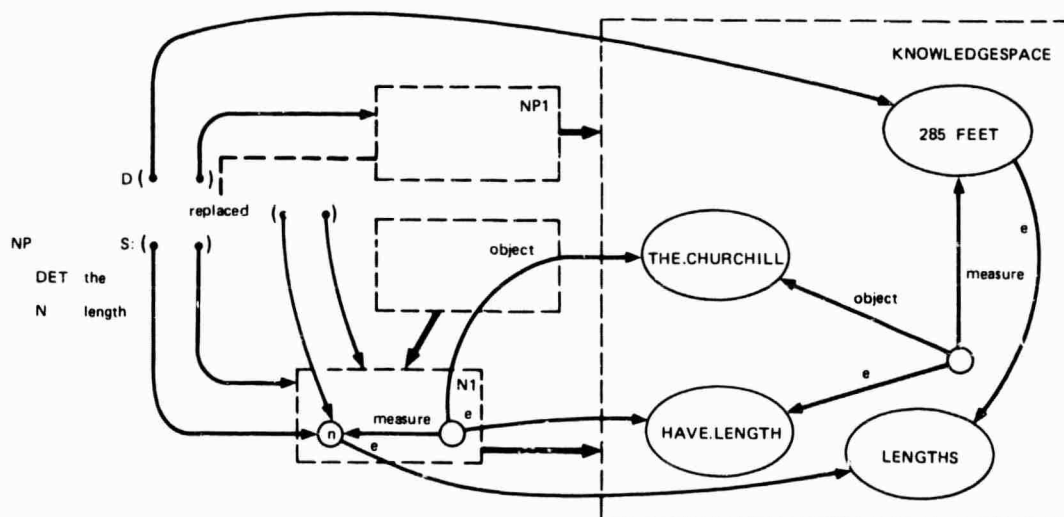 KNOWLEDGESPACE
NP1
285 FEET
D ( )
replaced ( )
NP S: ( )
DET the
N length
object
THE.CHURCHILL
e
measure
object
e
N1
measure e
n
e
HAVE.LENGTH
LENGTHS